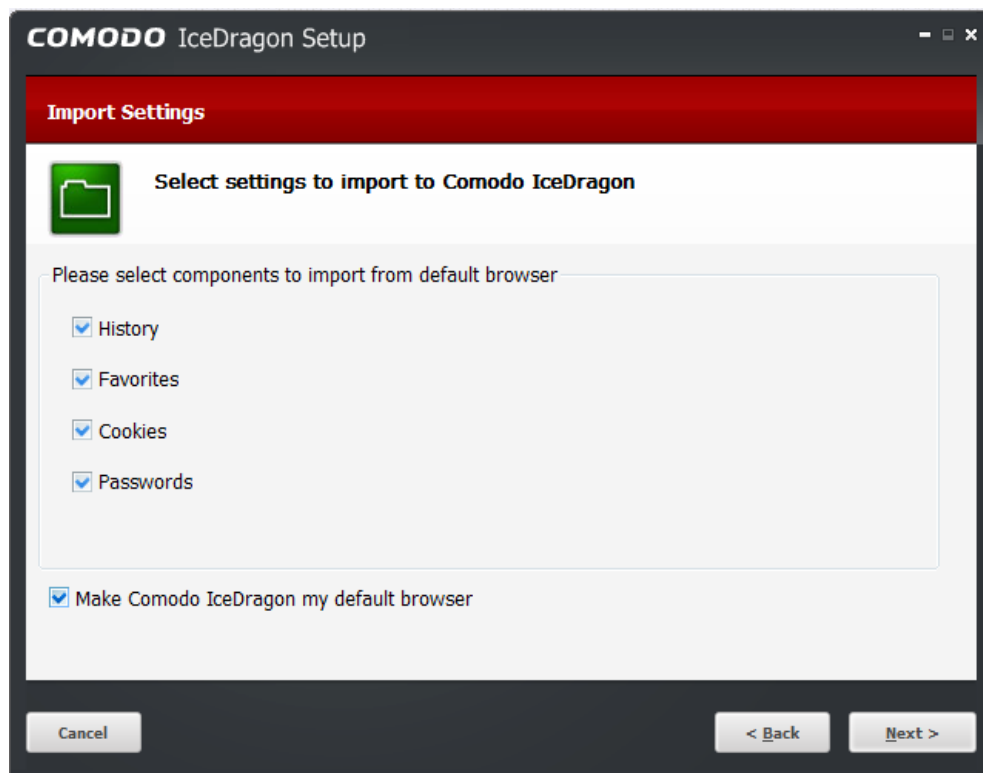 COMODO IceDragon Setup
Import Settings
Select settings to import to Comodo IceDragon
Please select components to import from default browser
History
Favorites
Cookies
Passwords
Make Comodo IceDragon my default browser
Cancel
< Back
Next >